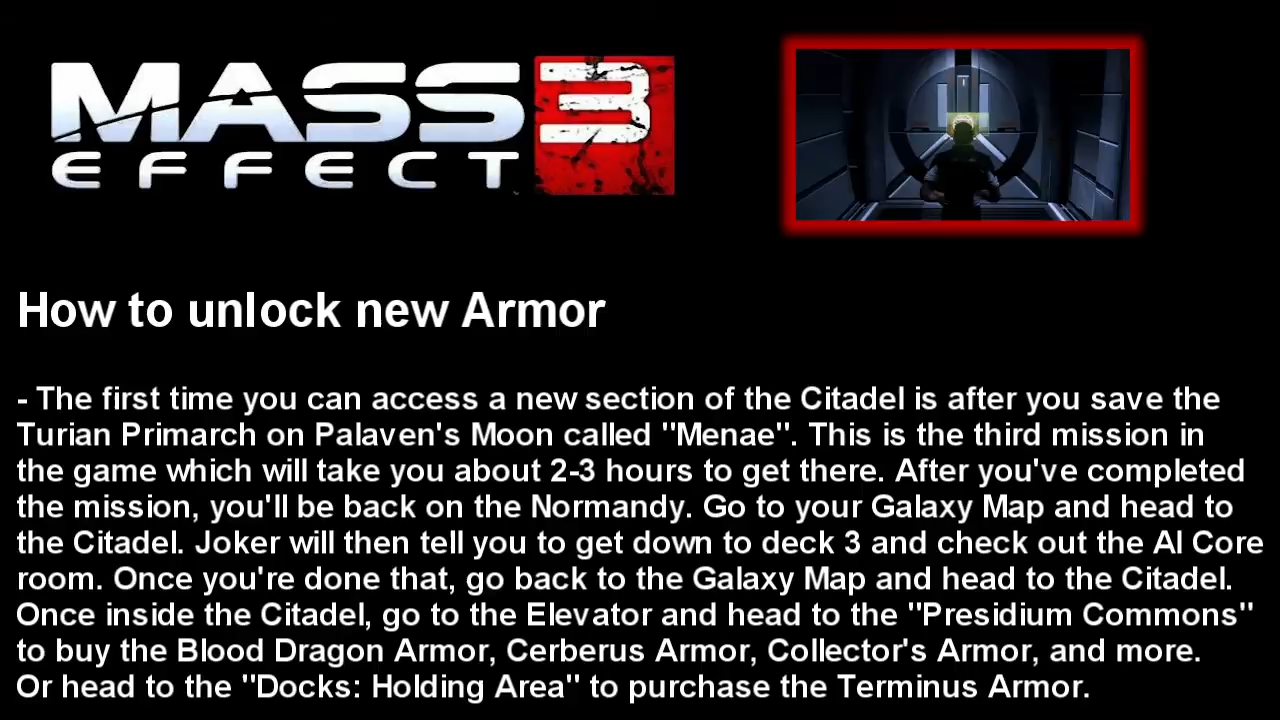 MASS 3
EFFECT
How to unlock new Armor
- The first time you can access a new section of the Citadel is after you save the
Turian Primarch on Palaven's Moon called "Menae". This is the third mission in
the game which will take you about 2-3 hours to get there. After you've completed
the mission, you'll be back on the Normandy. Go to your Galaxy Map and head to
the Citadel. Joker will then tell you to get down to deck 3 and check out the AI Core
room. Once you're done that, go back to the Galaxy Map and head to the Citadel.
Once inside the Citadel, go to the Elevator and head to the "Presidium Commons"
to buy the Blood Dragon Armor, Cerberus Armor, Collector's Armor, and more.
Or head to the "Docks: Holding Area" to purchase the Terminus Armor.